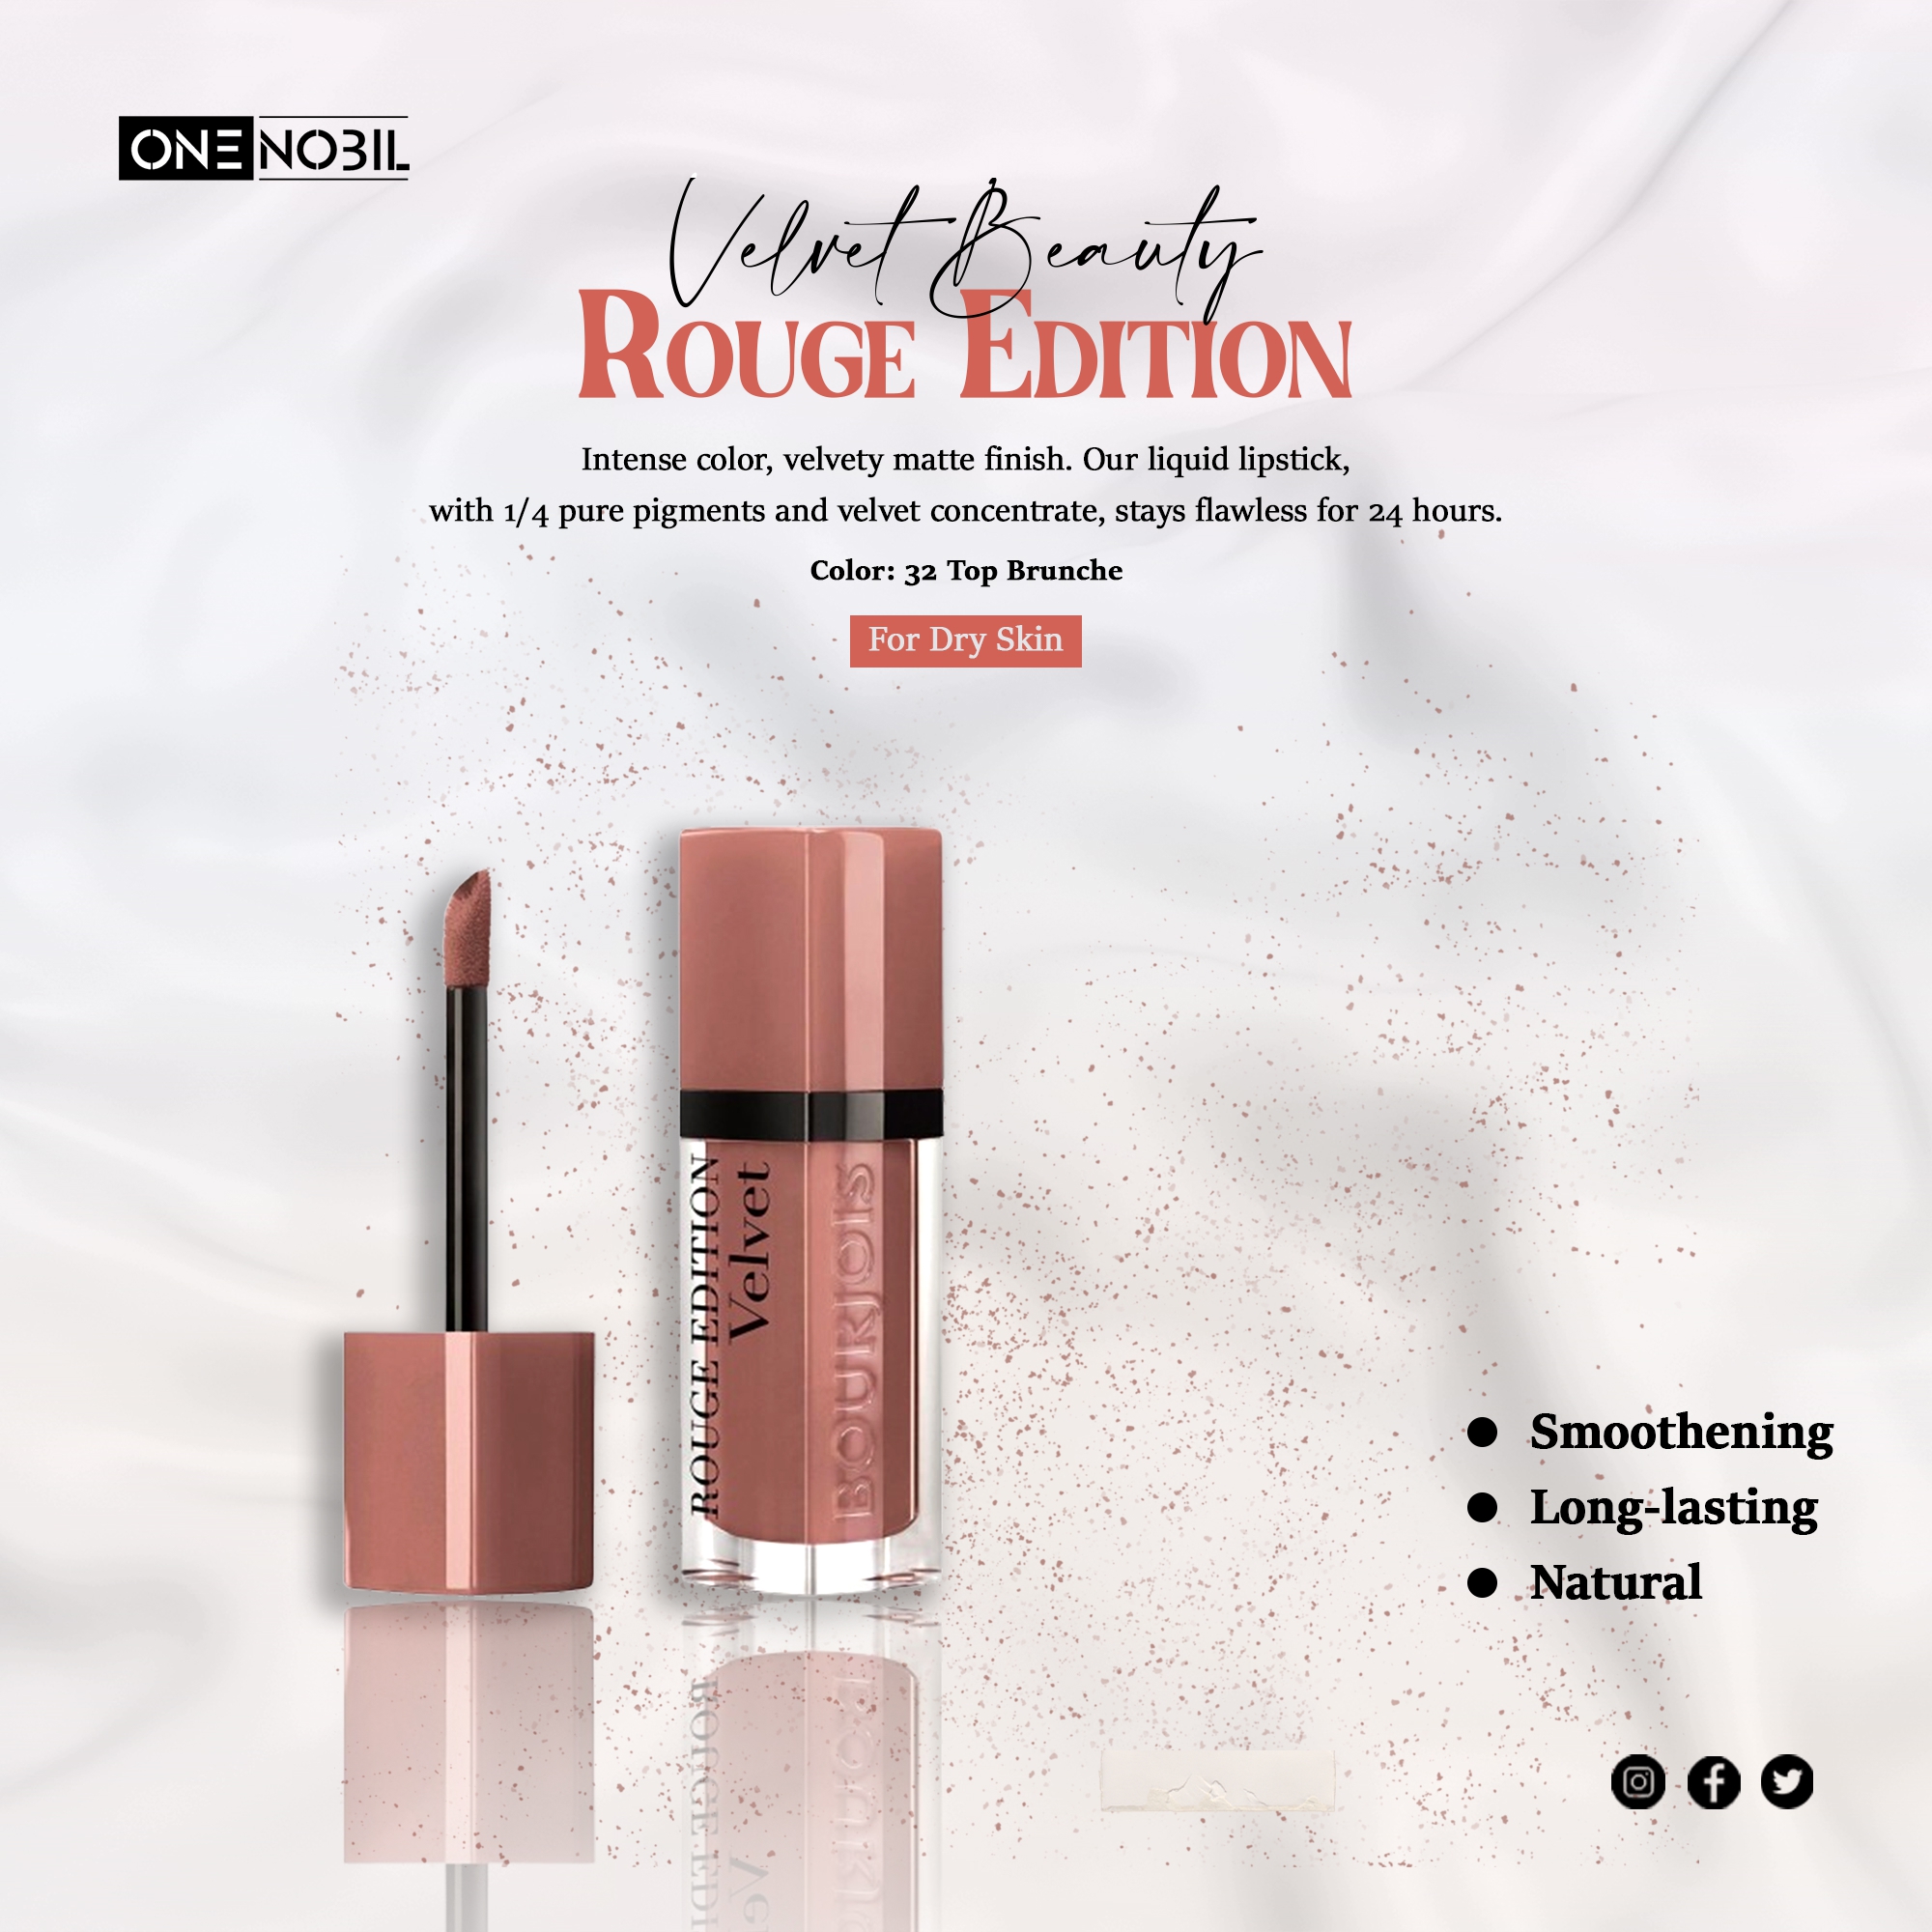 ONE NOBIL
Velvet Beauty
ROUGE EDITION
Intense color, velvety matte finish. Our liquid lipstick,
with 1/4 pure pigments and velvet concentrate, stays flawless for 24 hours.
Color: 32 Top Brunche
For Dry Skin
ROUGE EDITION
Velvet
BOURJOIS
Smoothening
Long-lasting
Natural